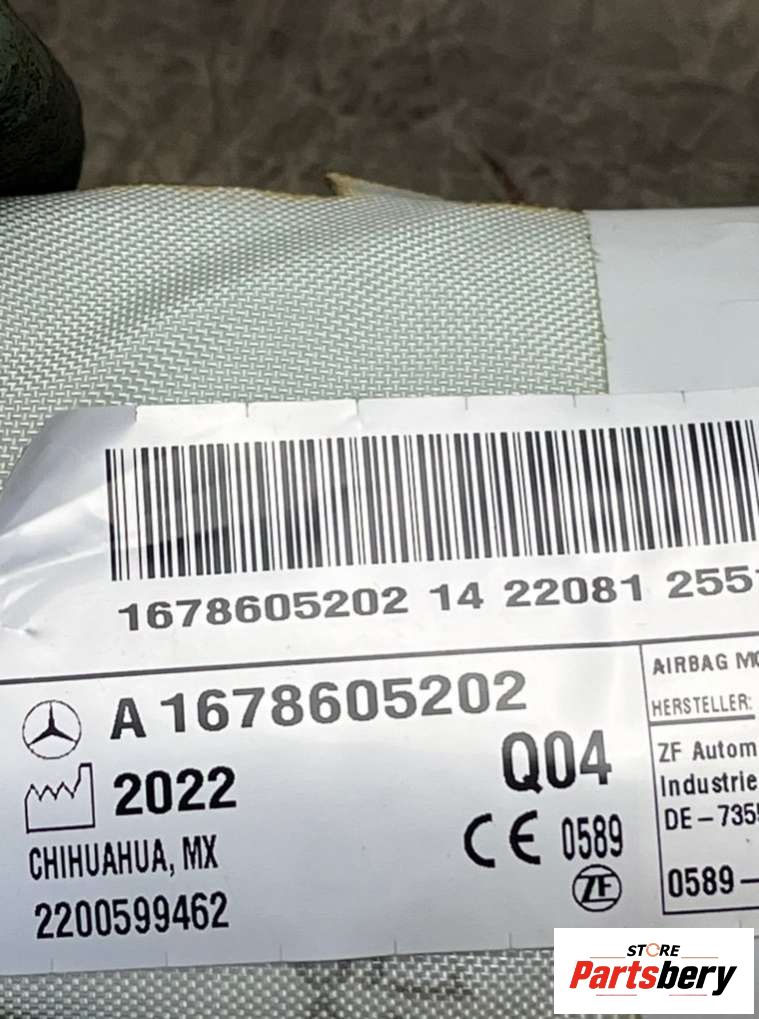 1678605202 14 22081 255
A 1678605202
2022
Q04
CHIHUAHUA, MX
CE 0589
ZF
2200599462
AIRBAG
HERSTELLER:
ZF Autom
Industrie
DE-735
0589-
STORE
Partsbery